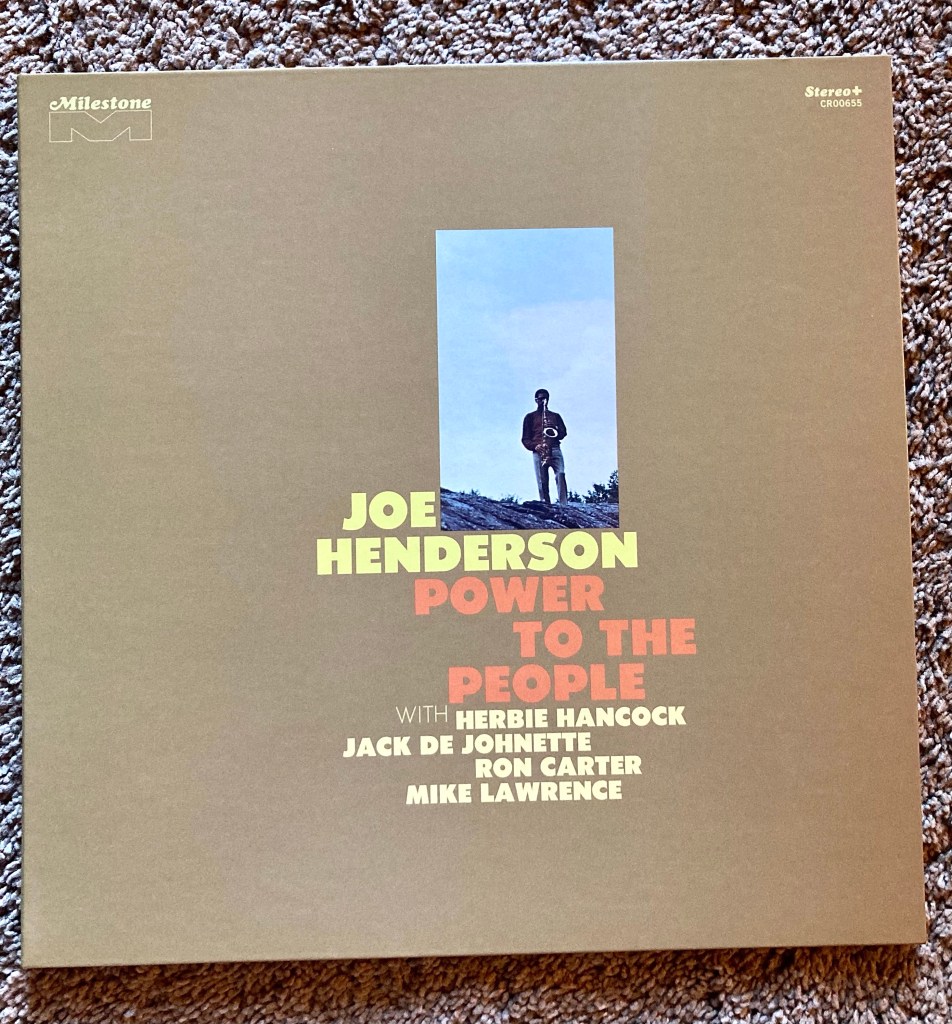 Milestone
M
Stereo+
CR00655
JOE
HENDERSON
POWER
TO THE
PEOPLE
WITH HERBIE HANCOCK
JACK DE JOHNETTE
RON CARTER
MIKE LAWRENCE